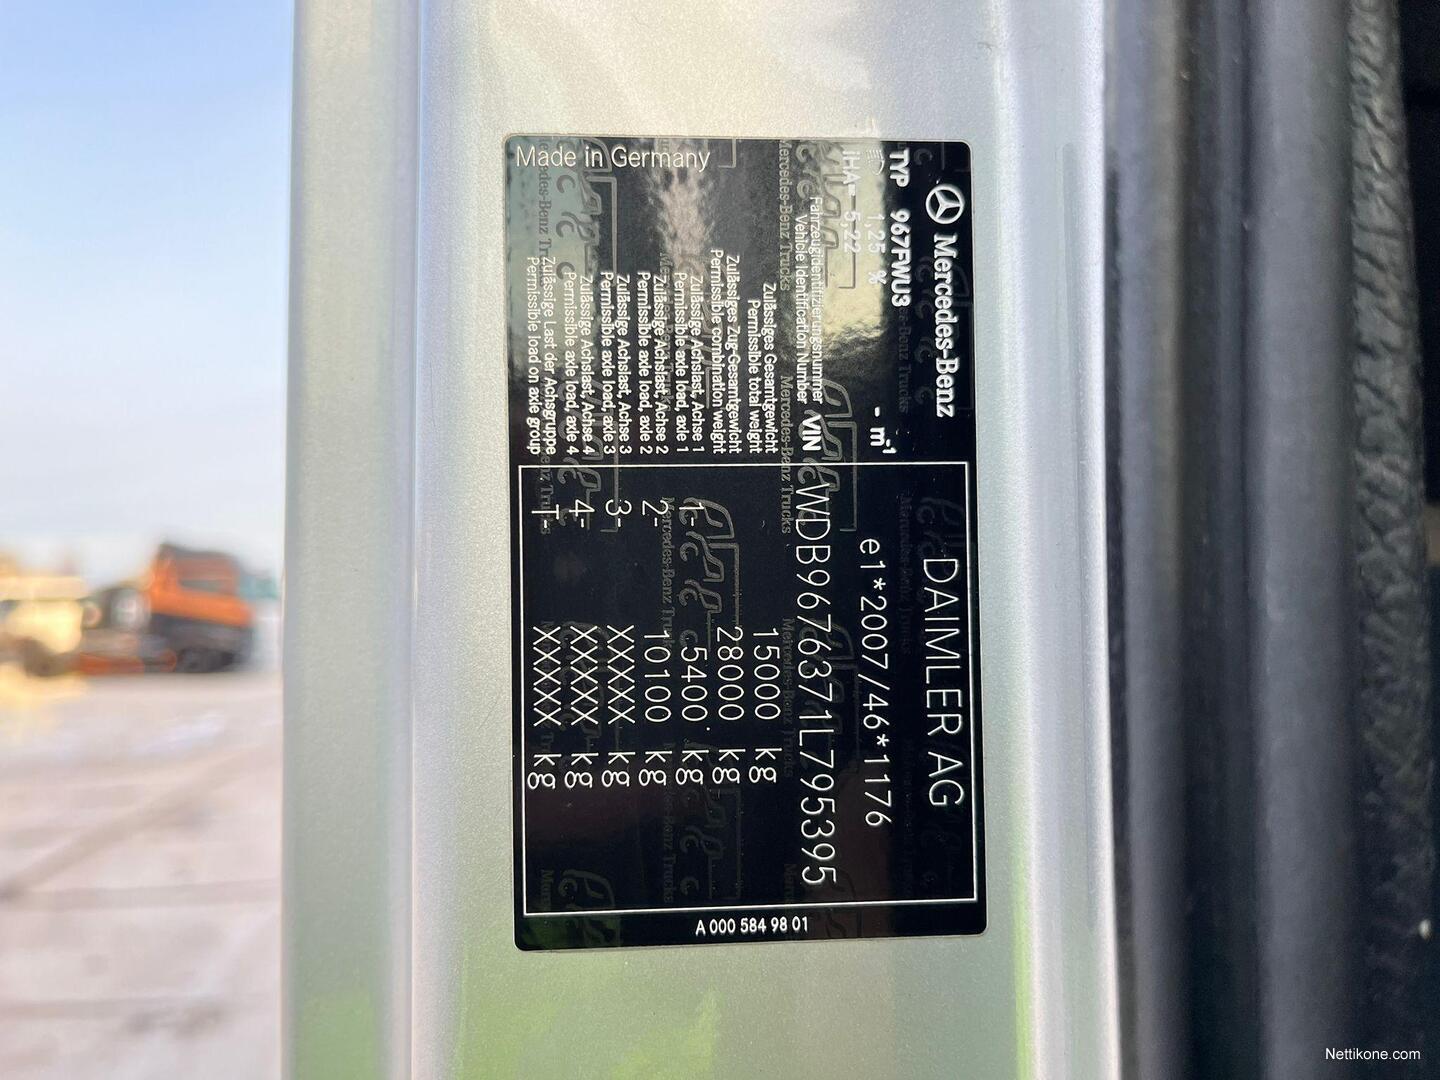 Mercedes-Benz
DAIMLER AG
TYP 967FWU3
1,25 % - m-1
e1*2007/46*1176
iHA= 5,22
Fahrzeugidentifizierungsnummer
Vehicle Identification Number VIN WDB9676371L795395
Zulässiges Gesamtgewicht
Permissible total weight 15000 kg
Zulässiges Zug-Gesamtgewicht
Permissible combination weight 28000 kg
Zulässige Achslast, Achse 1
Permissible axle load, axle 1 1- 5400 kg
Zulässige Achslast, Achse 2
Permissible axle load, axle 2 2- 10100 kg
Zulässige Achslast, Achse 3
Permissible axle load, axle 3 3- XXXXX kg
Zulässige Achslast, Achse 4
Permissible axle load, axle 4 4- XXXXX kg
Zulässige Last der Achsgruppe
Permissible load on axle group T- XXXXX kg
Made in Germany
A 000 584 98 01
Mercedes-Benz Trucks
Nettikone.com